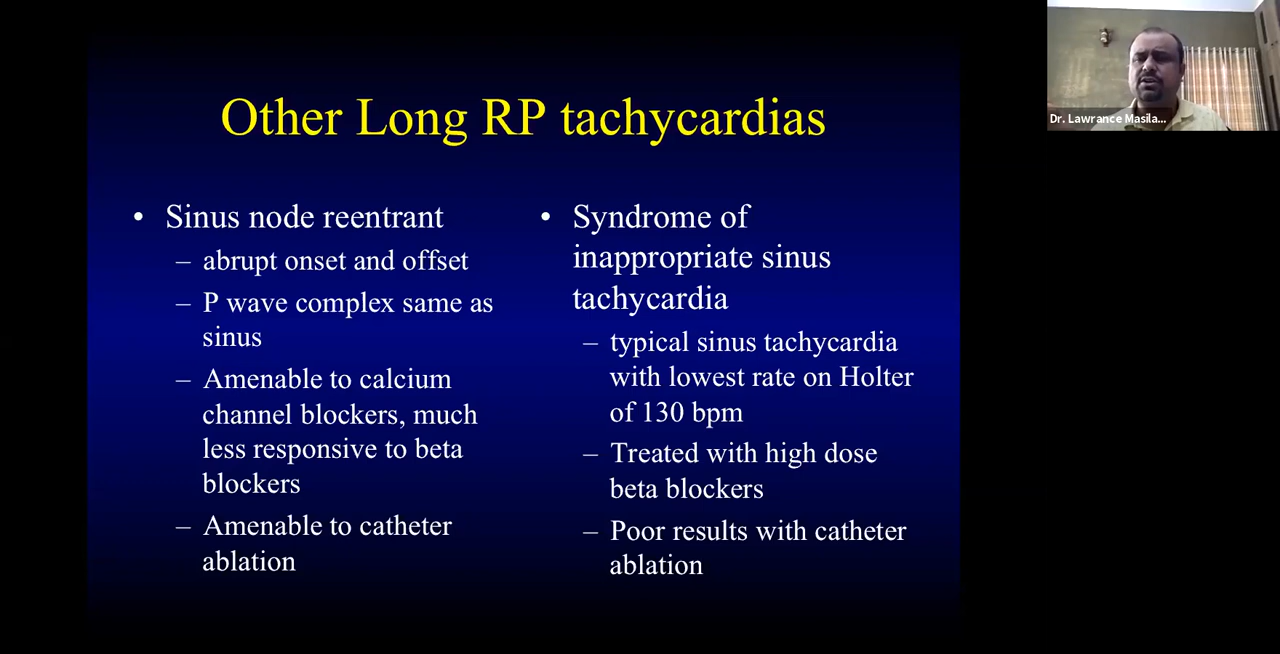 Other Long RP tachycardias
• Sinus node reentrant
– abrupt onset and offset
– P wave complex same as
sinus
– Amenable to calcium
channel blockers, much
less responsive to beta
blockers
– Amenable to catheter
ablation
• Syndrome of
inappropriate sinus
tachycardia
– typical sinus tachycardia
with lowest rate on Holter
of 130 bpm
– Treated with high dose
beta blockers
– Poor results with catheter
ablation
Dr. Lawrance Masila...